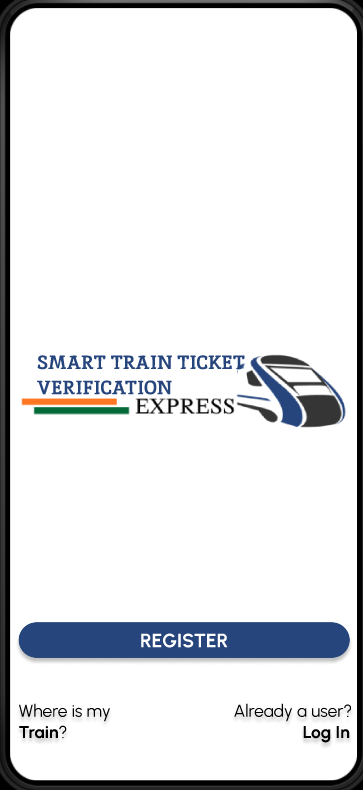 SMART TRAIN TICKET
VERIFICATION
EXPRESS
REGISTER
Where is my
Train?
Already a user?
Log In